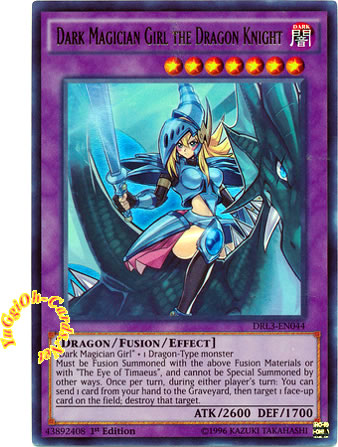 DARK MAGICIAN GIRL THE DRAGON KNIGHT
DARK
闇
DRL3-EN044
[DRAGON/FUSION/EFFECT]
"Dark Magician Girl" + 1 Dragon-Type monster
Must be Fusion Summoned with the above Fusion Materials or
with "The Eye of Timaeus", and cannot be Special Summoned by
other ways. Once per turn, during either player's turn: You can
send 1 card from your hand to the Graveyard, then target 1 face-up
card on the field; destroy that target.
ATK/2600 DEF/1700
43892408 1st Edition
©1996 KAZUKI TAKAHASHI